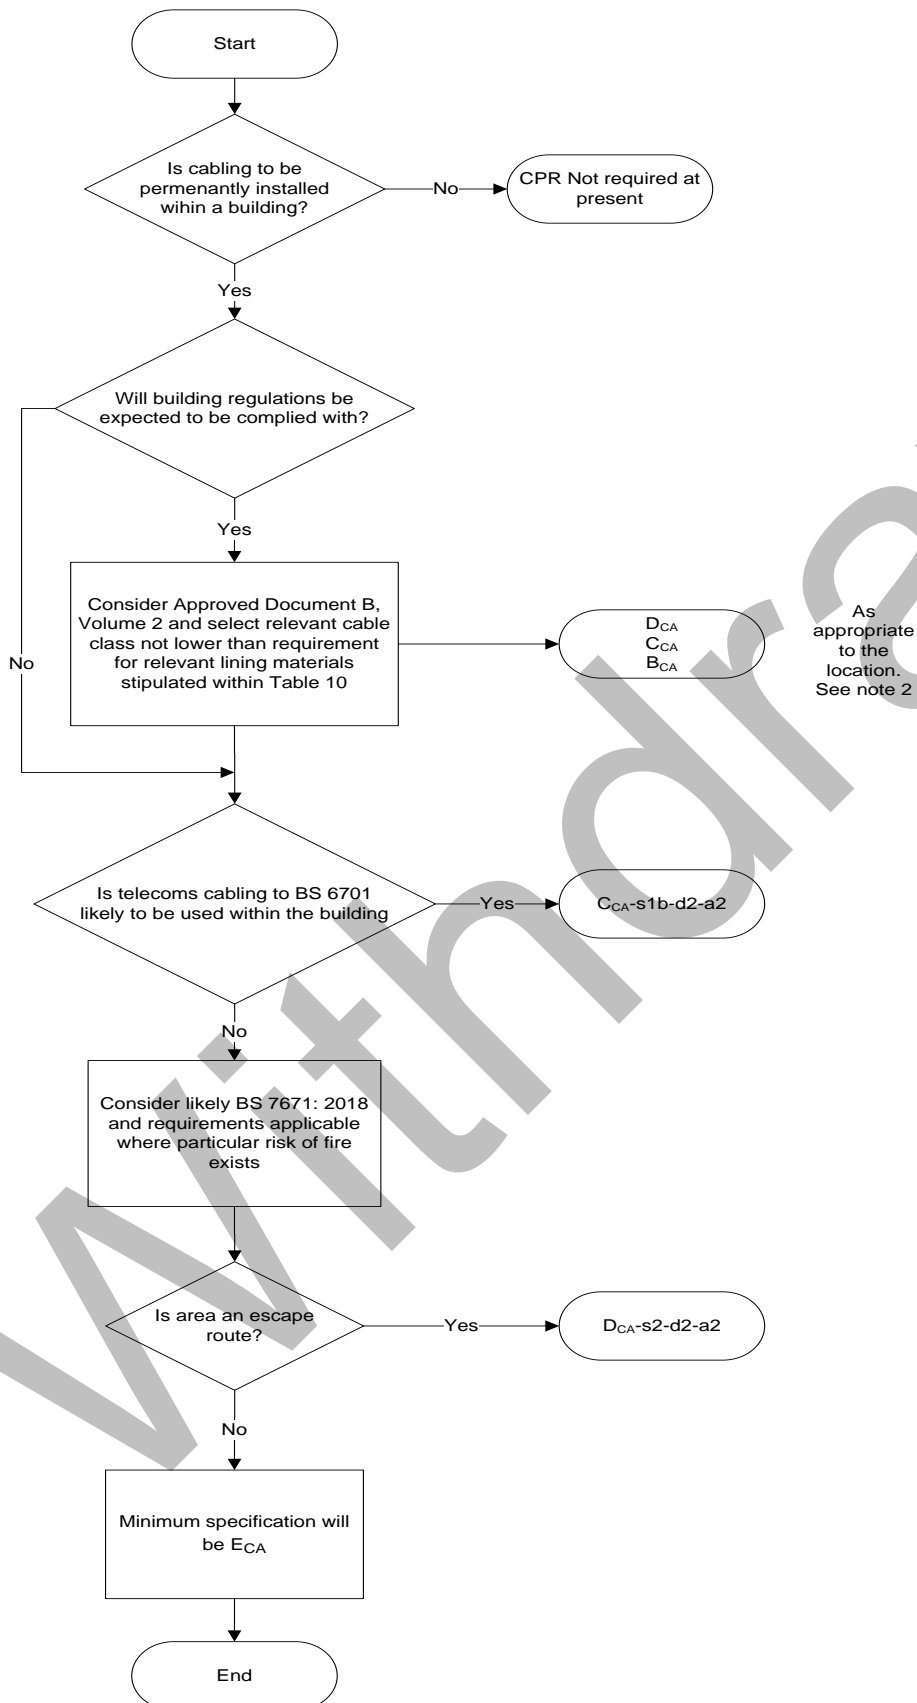 Start
Is cabling to be
permenantly installed
wihin a building?
No
CPR Not required at
present
Yes
Will building regulations be
expected to be complied with?
Yes
No
Consider Approved Document B,
Volume 2 and select relevant cable
class not lower than requirement
for relevant lining materials
stipulated within Table 10
DCA
CCA
BCA
As
appropriate
to the
location.
See note 2
Is telecoms cabling to BS 6701
likely to be used within the building
Yes
CCA-s1b-d2-a2
No
Consider likely BS 7671: 2018
and requirements applicable
where particular risk of fire
exists
Is area an escape
route?
Yes
DCA-s2-d2-a2
No
Minimum specification will
be ECA
End
Withdra